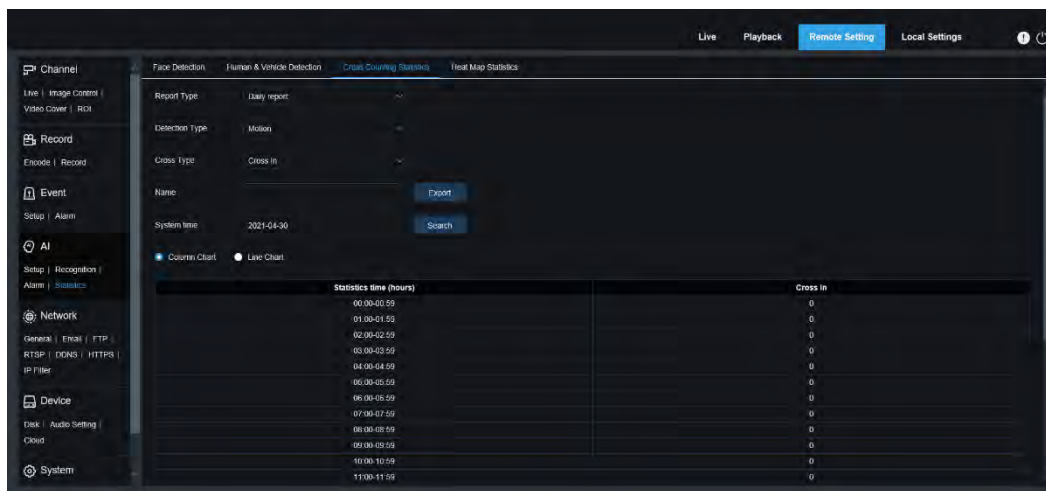 Live Playback Remote Setting Local Settings
Channel
Live | Image Control |
Video Cover | ROI
Record
Encode | Record
Event
Setup | Alarm
AI
Setup | Recognition |
Alarm | Statistics
Network
General | Email | FTP |
RTSP | DDNS | HTTPS |
IP Filter
Device
Disk | Audio Setting |
Cloud
System
Face Detection Human & Vehicle Detection Cross Counting Statistics Heat Map Statistics
Report Type Daily report
Detection Type Motion
Cross Type Cross In
Name Export
System time 2021-04-30 Search
Column Chart Line Chart
Statistics time (hours) Cross In
00:00-00:59 0
01:00-01:59 0
02:00-02:59 0
03:00-03:59 0
04:00-04:59 0
05:00-05:59 0
06:00-06:59 0
07:00-07:59 0
08:00-08:59 0
09:00-09:59 0
10:00-10:59 0
11:00-11:59 0